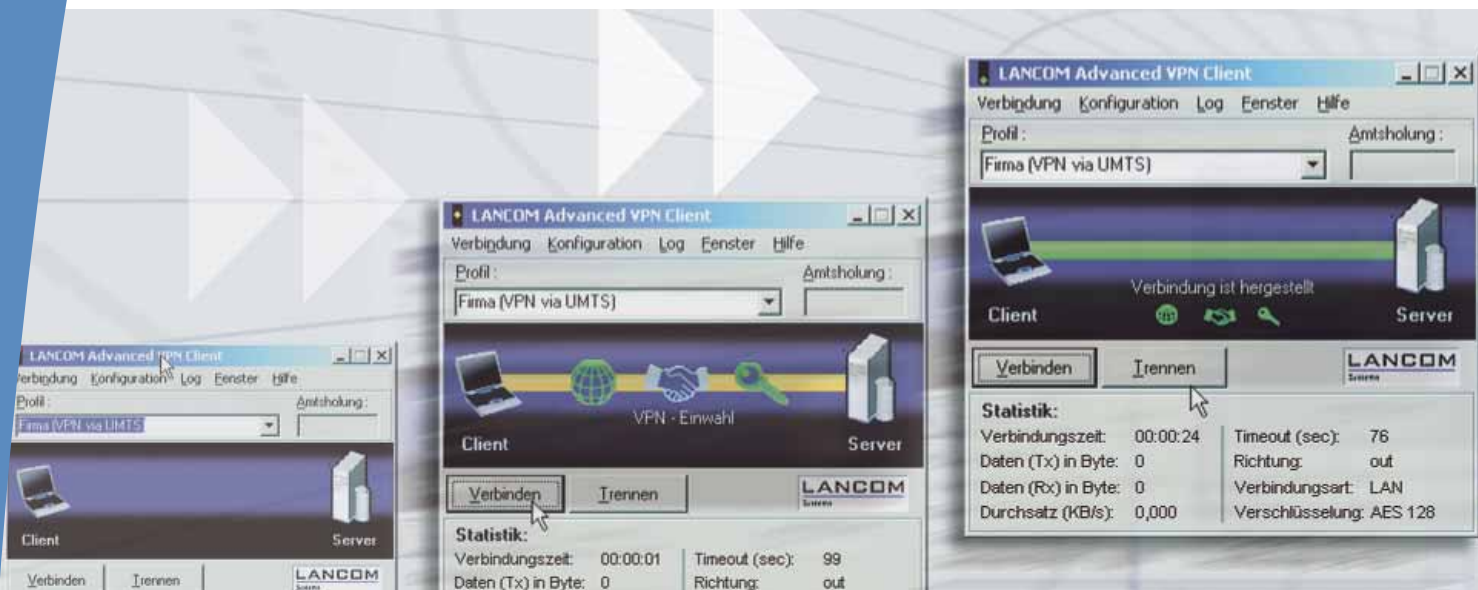 LANCOM Advanced VPN Client
Verbindung Konfiguration Log Fenster Hilfe
Profil : Amtsholung :
Firma (VPN via UMTS)
Client Server
Verbinden Trennen LANCOM
Systems
LANCOM Advanced VPN Client
Verbindung Konfiguration Log Fenster Hilfe
Profil : Amtsholung :
Firma (VPN via UMTS)
VPN - Einwahl
Client Server
Verbinden Trennen LANCOM
Systems
Statistik:
Verbindungszeit: 00:00:01 Timeout (sec): 99
Daten (Tx) in Byte: 0 Richtung: out
LANCOM Advanced VPN Client
Verbindung Konfiguration Log Fenster Hilfe
Profil : Amtsholung :
Firma (VPN via UMTS)
Verbindung ist hergestellt
Client Server
Verbinden Trennen LANCOM
Systems
Statistik:
Verbindungszeit: 00:00:24 Timeout (sec): 76
Daten (Tx) in Byte: 0 Richtung: out
Daten (Rx) in Byte: 0 Verbindungsart: LAN
Durchsatz (KB/s): 0,000 Verschlüsselung: AES 128